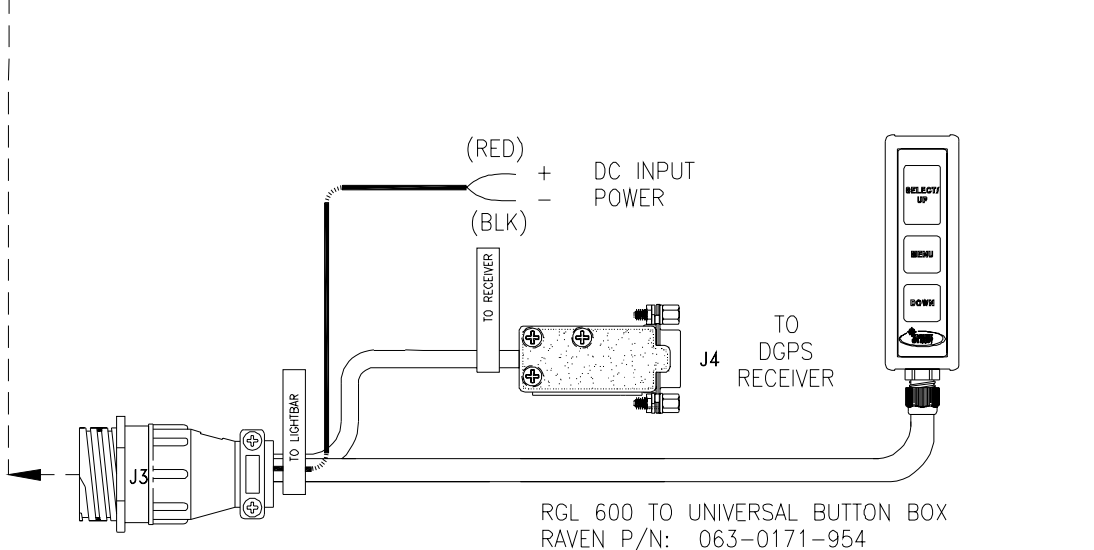 (RED)
+ DC INPUT
− POWER
(BLK)
SELECT/
UP
MENU
DOWN
TO RECEIVER
TO
DGPS
RECEIVER
J4
TO LIGHTBAR
J3
RGL 600 TO UNIVERSAL BUTTON BOX
RAVEN P/N: 063-0171-954